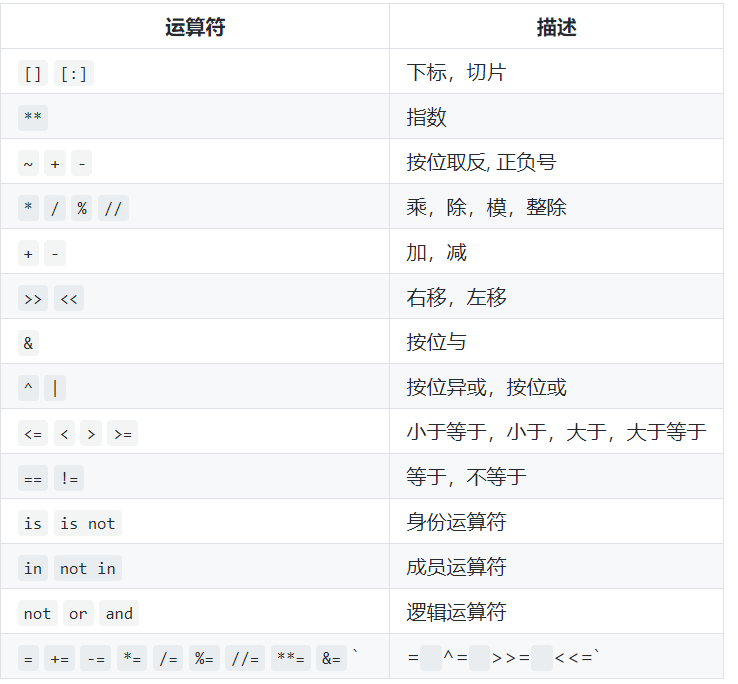 运算符 描述
[] [:] 下标，切片
** 指数
~ + - 按位取反, 正负号
* / % // 乘，除，模，整除
+ - 加，减
>> << 右移，左移
& 按位与
^ | 按位异或，按位或
<= < > >= 小于等于，小于，大于，大于等于
== != 等于，不等于
is is not 身份运算符
in not in 成员运算符
not or and 逻辑运算符
= += -= *= /= %= //= **= &= ` = ^= >>= <<=`